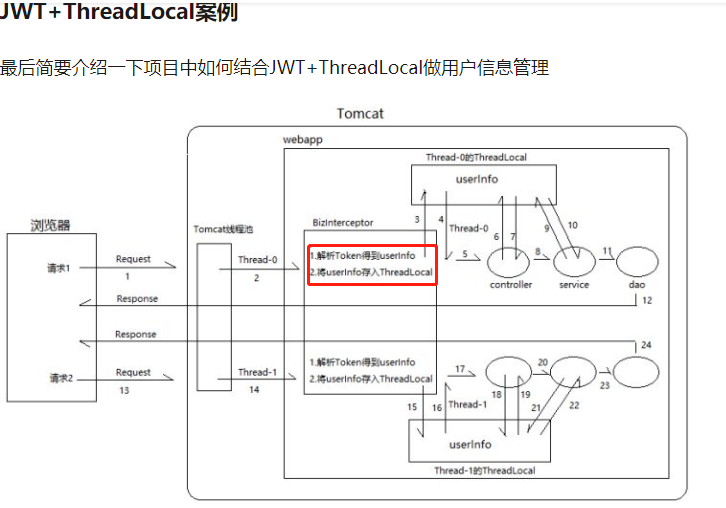 JWT+ThreadLocal案例
最后简要介绍一下项目中如何结合JWT+ThreadLocal做用户信息管理
Tomcat
webapp
Thread-0的ThreadLocal
userInfo
浏览器
Tomcat线程池
BizInterceptor
3
4
Thread-0
6
7
9
10
请求1
Request
1
Thread-0
2
1.解析Token得到userInfo
2.将userInfo存入ThreadLocal
5
8
11
controller
service
dao
Response
12
Response
24
请求2
Request
13
Thread-1
14
1.解析Token得到userInfo
2.将userInfo存入ThreadLocal
17
20
23
15
16
Thread-1
18
19
21
22
userInfo
Thread-1的ThreadLocal